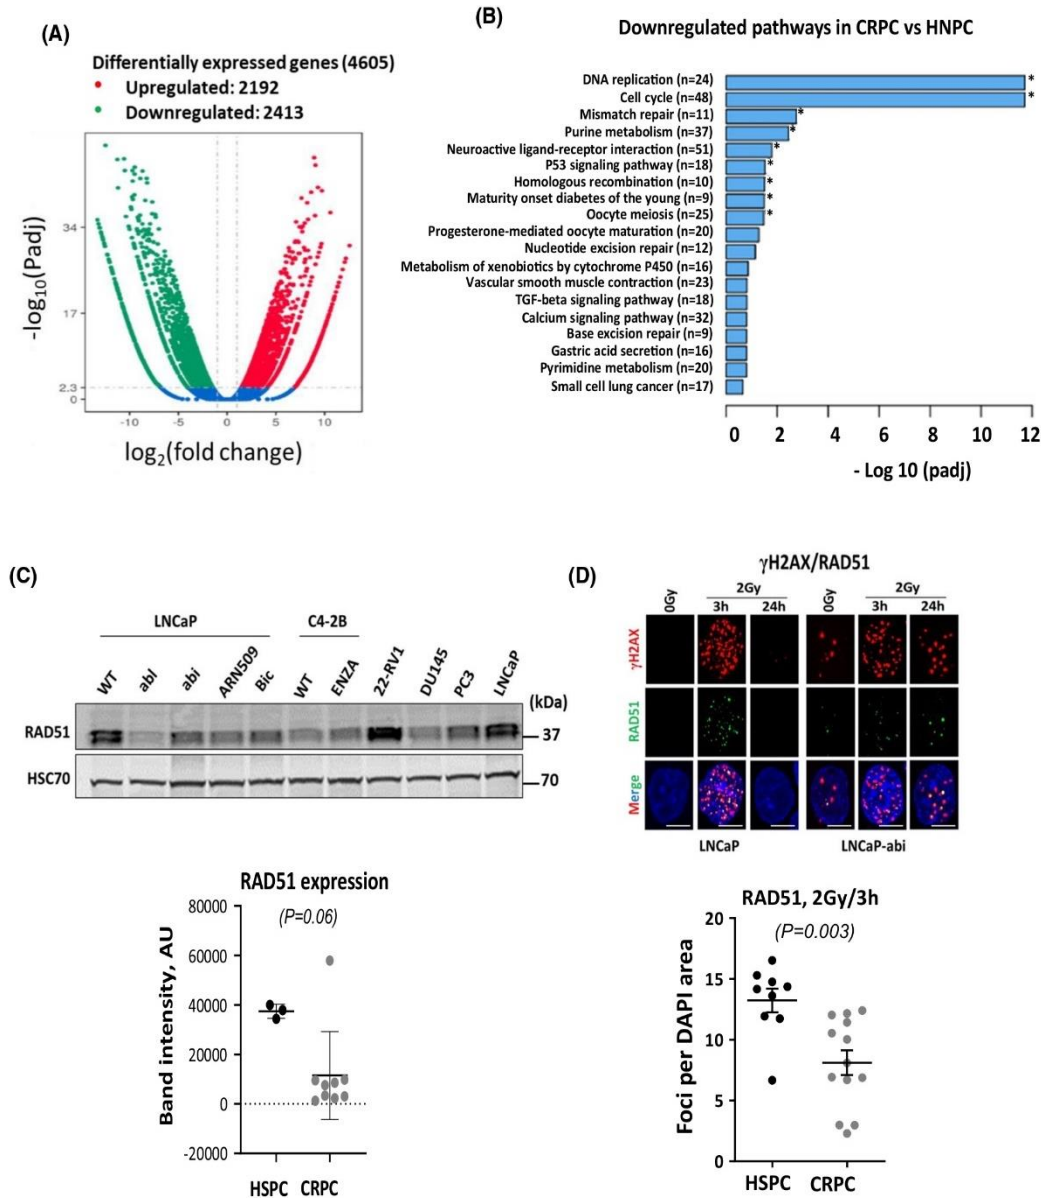 (A)
Differentially expressed genes (4605)
Upregulated: 2192
Downregulated: 2413
-log10(Padj)
34
17
2.3
0
-10
-5
0
5
10
log2(fold change)
(B)
Downregulated pathways in CRPC vs HNPC
DNA replication (n=24) *
Cell cycle (n=48) *
Mismatch repair (n=11) *
Purine metabolism (n=37) *
Neuroactive ligand-receptor interaction (n=51) *
P53 signaling pathway (n=18) *
Homologous recombination (n=10) *
Maturity onset diabetes of the young (n=9) *
Oocyte meiosis (n=25) *
Progesterone-mediated oocyte maturation (n=20)
Nucleotide excision repair (n=12)
Metabolism of xenobiotics by cytochrome P450 (n=16)
Vascular smooth muscle contraction (n=23)
TGF-beta signaling pathway (n=18)
Calcium signaling pathway (n=32)
Base excision repair (n=9)
Gastric acid secretion (n=16)
Pyrimidine metabolism (n=20)
Small cell lung cancer (n=17)
0 2 4 6 8 10 12
- Log 10 (padj)
(C)
LNCaP C4-2B
WT abl abi ARN509 Bic WT ENZA 22-RV1 DU145 PC3 LNCaP
(kDa)
RAD51 37
HSC70 70
RAD51 expression
(P=0.06)
Band intensity, AU
80000
60000
40000
20000
0
-20000
HSPC CRPC
(D)
γH2AX/RAD51
0Gy 2Gy 0Gy 2Gy
3h 24h 3h 24h
γH2AX
RAD51
Merge
LNCaP LNCaP-abi
RAD51, 2Gy/3h
(P=0.003)
Foci per DAPI area
20
15
10
5
0
HSPC CRPC